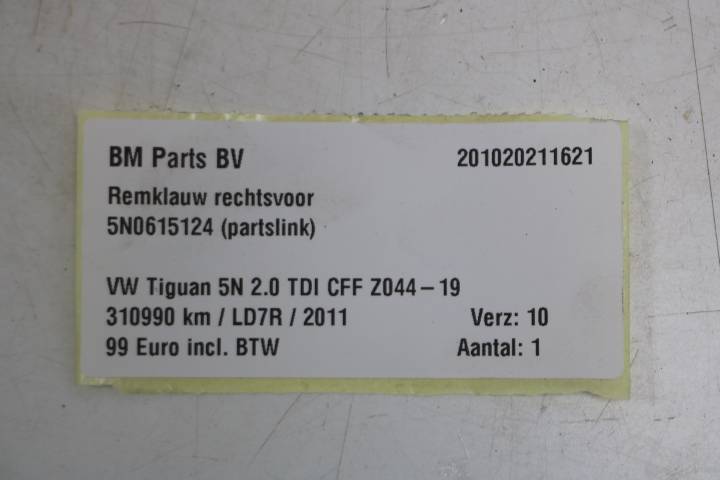 BM Parts BV 201020211621
Remklauw rechtsvoor
5N0615124 (partslink)
VW Tiguan 5N 2.0 TDI CFF Z044-19
310990 km / LD7R / 2011 Verz: 10
99 Euro incl. BTW Aantal: 1